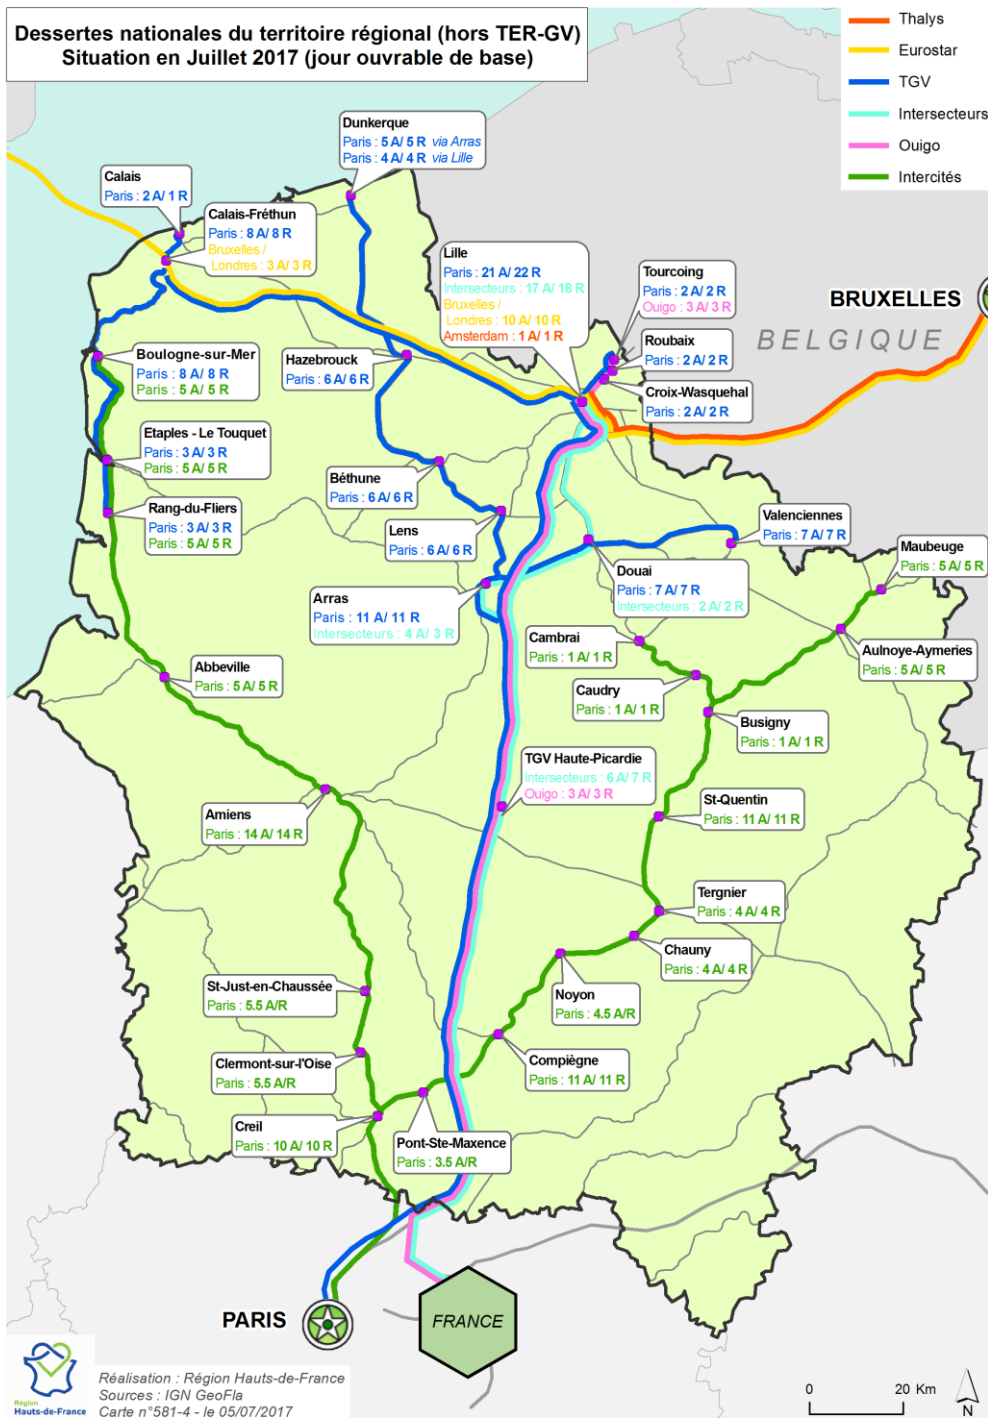 Dessertes nationales du territoire régional (hors TER-GV)
Situation en Juillet 2017 (jour ouvrable de base)
Thalys
Eurostar
TGV
Intersecteurs
Ouigo
Intercités
Dunkerque
Paris : 5 A/ 5 R via Arras
Paris : 4 A/ 4 R via Lille
Calais
Paris : 2 A/ 1 R
Calais-Fréthun
Paris : 8 A/ 8 R
Bruxelles /
Londres : 3 A/ 3 R
Lille
Paris : 21 A/ 22 R
Intersecteurs : 17 A/ 18 R
Bruxelles /
Londres : 10 A/ 10 R
Amsterdam : 1 A/ 1 R
Tourcoing
Paris : 2 A/ 2 R
Ouigo : 3 A/ 3 R
BRUXELLES
BELGIQUE
Roubaix
Paris : 2 A/ 2 R
Croix-Wasquehal
Paris : 2 A/ 2 R
Boulogne-sur-Mer
Paris : 8 A/ 8 R
Paris : 5 A/ 5 R
Hazebrouck
Paris : 6 A/ 6 R
Etaples - Le Touquet
Paris : 3 A/ 3 R
Paris : 5 A/ 5 R
Béthune
Paris : 6 A/ 6 R
Rang-du-Fliers
Paris : 3 A/ 3 R
Paris : 5 A/ 5 R
Lens
Paris : 6 A/ 6 R
Valenciennes
Paris : 7 A/ 7 R
Maubeuge
Paris : 5 A/ 5 R
Douai
Paris : 7 A/ 7 R
Intersecteurs : 2 A/ 2 R
Arras
Paris : 11 A/ 11 R
Intersecteurs : 4 A/ 3 R
Cambrai
Paris : 1 A/ 1 R
Aulnoye-Aymeries
Paris : 5 A/ 5 R
Abbeville
Paris : 5 A/ 5 R
Caudry
Paris : 1 A/ 1 R
Busigny
Paris : 1 A/ 1 R
TGV Haute-Picardie
Intersecteurs : 6 A/ 7 R
Ouigo : 3 A/ 3 R
St-Quentin
Paris : 11 A/ 11 R
Amiens
Paris : 14 A/ 14 R
Tergnier
Paris : 4 A/ 4 R
Chauny
Paris : 4 A/ 4 R
St-Just-en-Chaussée
Paris : 5.5 A/R
Noyon
Paris : 4.5 A/R
Clermont-sur-l'Oise
Paris : 5.5 A/R
Compiègne
Paris : 11 A/ 11 R
Creil
Paris : 10 A/ 10 R
Pont-Ste-Maxence
Paris : 3.5 A/R
PARIS
FRANCE
Région
Hauts-de-France
Réalisation : Région Hauts-de-France
Sources : IGN GeoFla
Carte n°581-4 - le 05/07/2017
0 20 Km
N